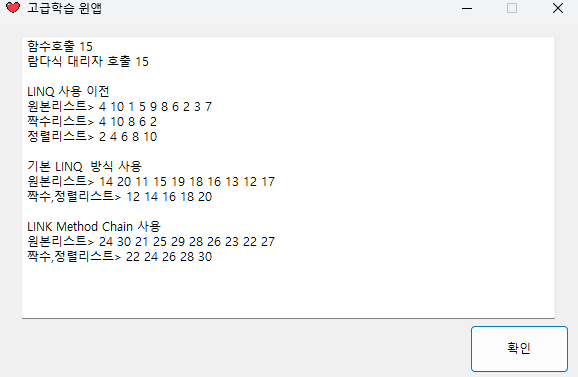 고급학습 윈앱
함수호출 15
람다식 대리자 호출 15
LINQ 사용 이전
원본리스트> 4 10 1 5 9 8 6 2 3 7
짝수리스트> 4 10 8 6 2
정렬리스트> 2 4 6 8 10
기본 LINQ  방식 사용
원본리스트> 14 20 11 15 19 18 16 13 12 17
짝수,정렬리스트> 12 14 16 18 20
LINK Method Chain 사용
원본리스트> 24 30 21 25 29 28 26 23 22 27
짝수,정렬리스트> 22 24 26 28 30
확인